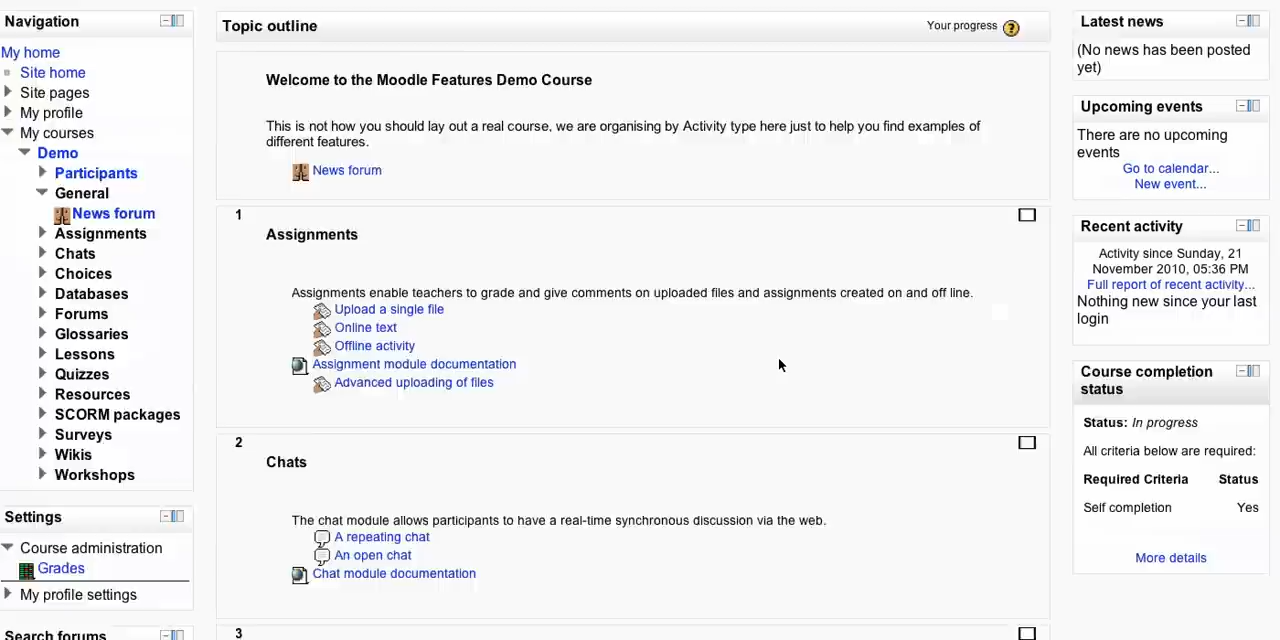 Navigation
My home
Site home
Site pages
My profile
My courses
Demo
Participants
General
News forum
Assignments
Chats
Choices
Databases
Forums
Glossaries
Lessons
Quizzes
Resources
SCORM packages
Surveys
Wikis
Workshops
Settings
Course administration
Grades
My profile settings
Search forums
Topic outline
Your progress
Welcome to the Moodle Features Demo Course
This is not how you should lay out a real course, we are organising by Activity type here just to help you find examples of
different features.
News forum
1
Assignments
Assignments enable teachers to grade and give comments on uploaded files and assignments created on and off line.
Upload a single file
Online text
Offline activity
Assignment module documentation
Advanced uploading of files
2
Chats
The chat module allows participants to have a real-time synchronous discussion via the web.
A repeating chat
An open chat
Chat module documentation
3
Latest news
(No news has been posted
yet)
Upcoming events
There are no upcoming
events
Go to calendar...
New event...
Recent activity
Activity since Sunday, 21
November 2010, 05:36 PM
Full report of recent activity...
Nothing new since your last
login
Course completion
status
Status: In progress
All criteria below are required:
Required Criteria Status
Self completion Yes
More details